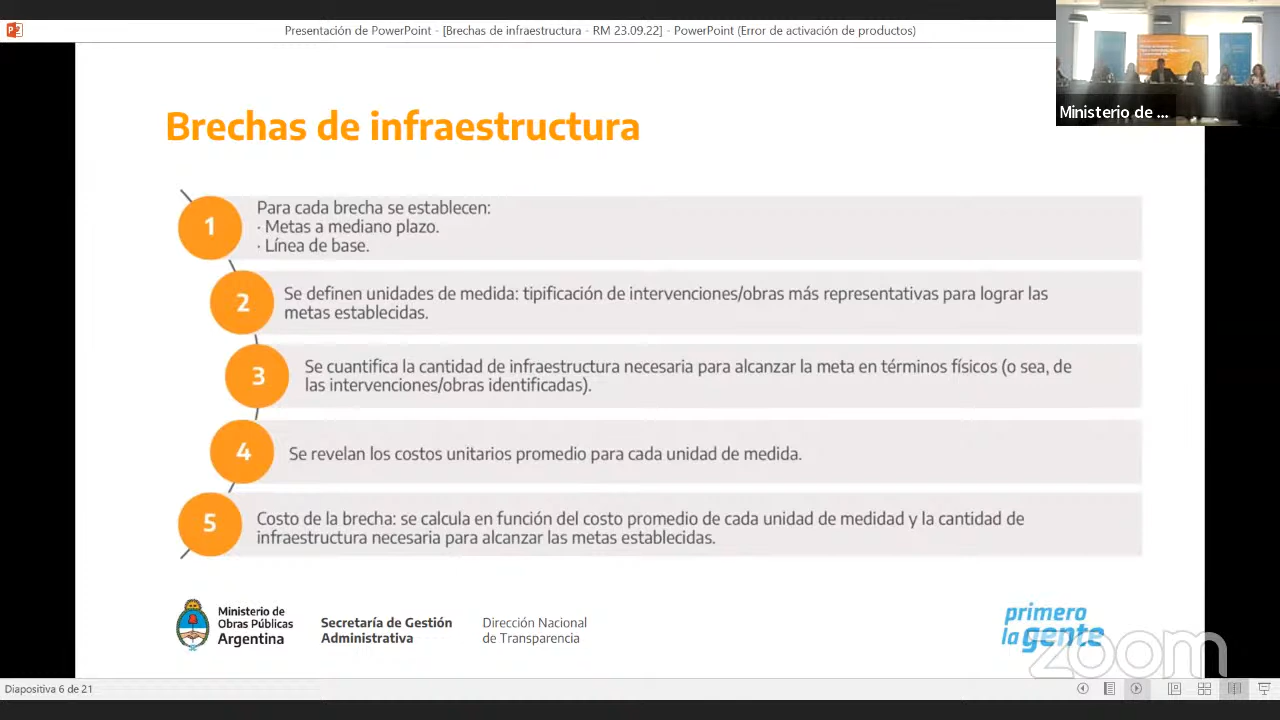 Presentación de PowerPoint - [Brechas de infraestructura - RM 23.09.22] - PowerPoint (Error de activación de productos)
Ministerio de ...
Brechas de infraestructura
1
Para cada brecha se establecen:
· Metas a mediano plazo.
· Línea de base.
2
Se definen unidades de medida: tipificación de intervenciones/obras más representativas para lograr las
metas establecidas.
3
Se cuantifica la cantidad de infraestructura necesaria para alcanzar la meta en términos físicos (o sea, de
las intervenciones/obras identificadas).
4
Se revelan los costos unitarios promedio para cada unidad de medida.
5
Costo de la brecha: se calcula en función del costo promedio de cada unidad de medidad y la cantidad de
infraestructura necesaria para alcanzar las metas establecidas.
Ministerio de
Obras Públicas
Argentina
Secretaría de Gestión
Administrativa
Dirección Nacional
de Transparencia
primero
la gente
zoom
Diapositiva 6 de 21